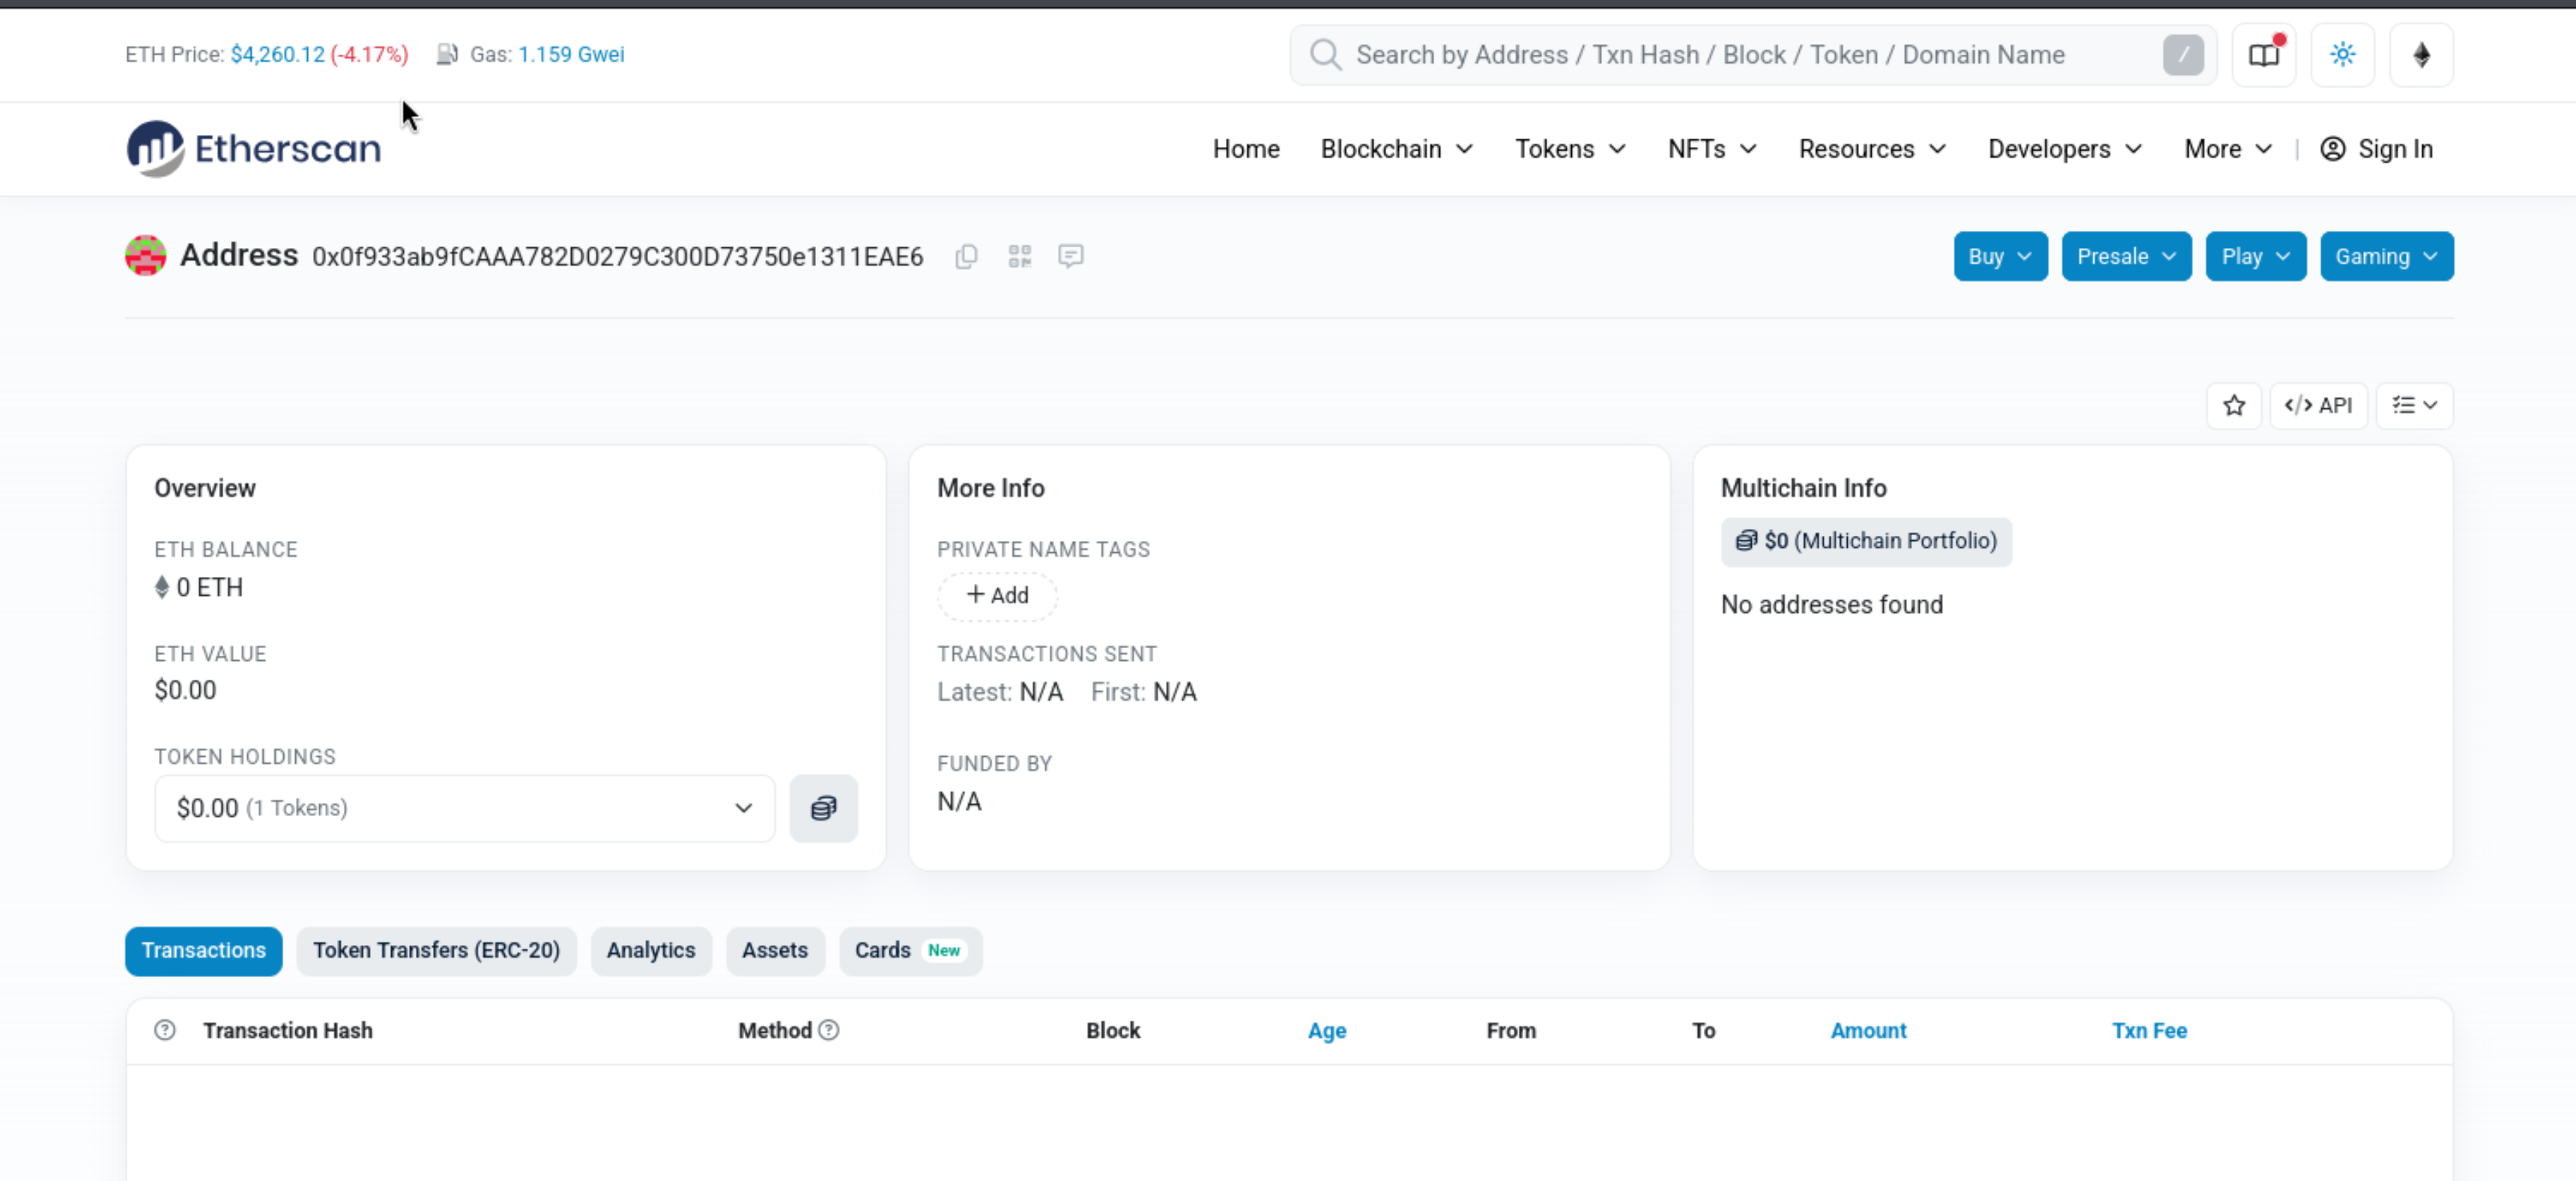 ETH Price: $4,260.12 (-4.17%) Gas: 1.159 Gwei
Search by Address / Txn Hash / Block / Token / Domain Name /
Etherscan
Home Blockchain Tokens NFTs Resources Developers More | Sign In
Address 0x0f933ab9fCAAA782D0279C300D73750e1311EAE6
Buy Presale Play Gaming
</> API
Overview
ETH BALANCE
0 ETH
ETH VALUE
$0.00
TOKEN HOLDINGS
$0.00 (1 Tokens)
More Info
PRIVATE NAME TAGS
+ Add
TRANSACTIONS SENT
Latest: N/A First: N/A
FUNDED BY
N/A
Multichain Info
$0 (Multichain Portfolio)
No addresses found
Transactions Token Transfers (ERC-20) Analytics Assets Cards New
? Transaction Hash Method ? Block Age From To Amount Txn Fee